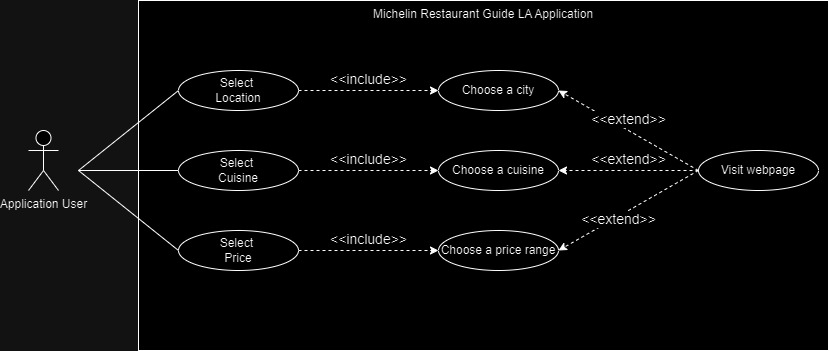 Michelin Restaurant Guide LA Application
Select
Location
<<include>>
Choose a city
<<extend>>
Select
Cuisine
<<include>>
Choose a cuisine
<<extend>>
Visit webpage
Application User
Select
Price
<<include>>
Choose a price range
<<extend>>